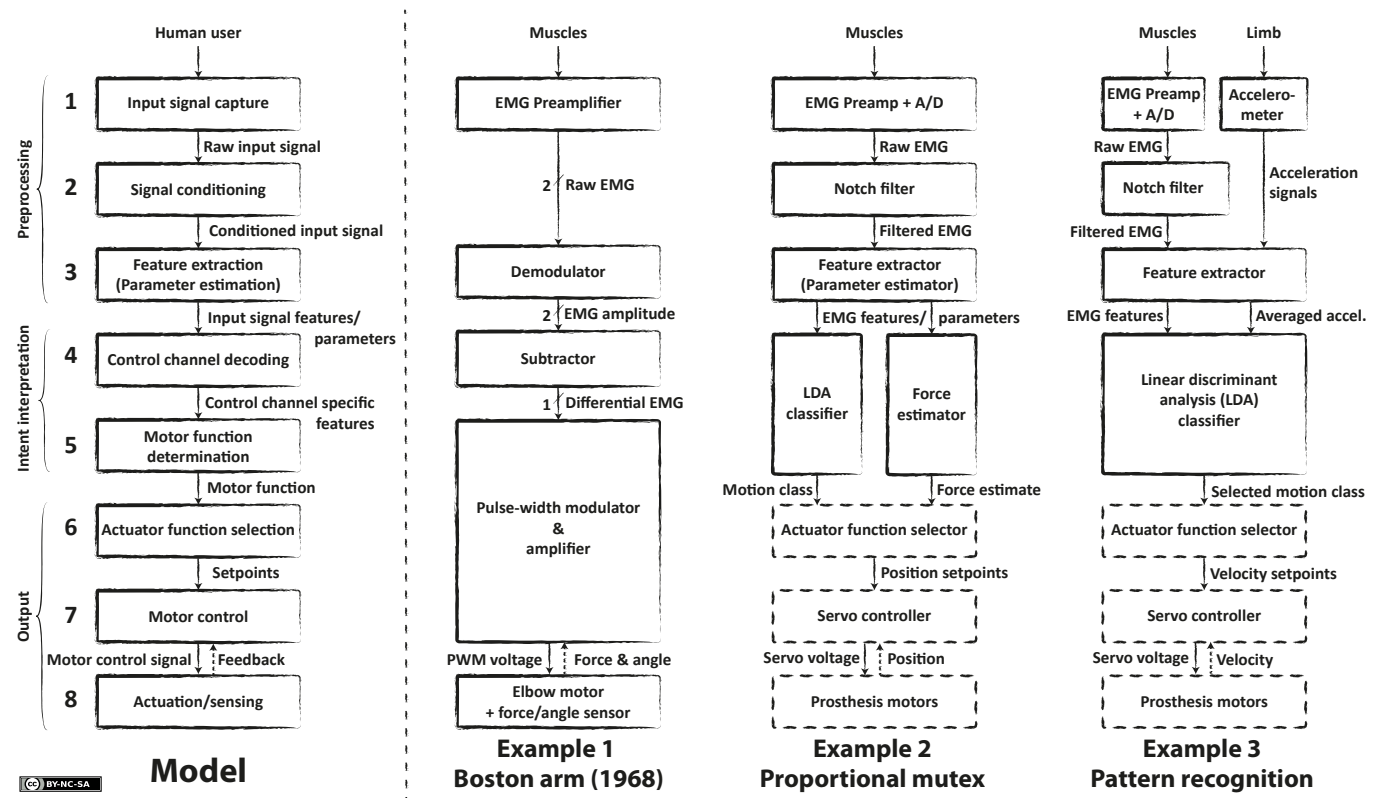 Human user
Preprocessing
1
Input signal capture
Raw input signal
2
Signal conditioning
Conditioned input signal
3
Feature extraction
(Parameter estimation)
Input signal features/
parameters
Intent interpretation
4
Control channel decoding
Control channel specific
features
5
Motor function
determination
Motor function
Output
6
Actuator function selection
Setpoints
7
Motor control
Motor control signal
Feedback
8
Actuation/sensing
Model
cc BY-NC-SA
Muscles
EMG Preamplifier
2 Raw EMG
Demodulator
2 EMG amplitude
Subtractor
1 Differential EMG
Pulse-width modulator
&
amplifier
PWM voltage
Force & angle
Elbow motor
+ force/angle sensor
Example 1
Boston arm (1968)
Muscles
EMG Preamp + A/D
Raw EMG
Notch filter
Filtered EMG
Feature extractor
(Parameter estimator)
EMG features/ parameters
LDA
classifier
Force
estimator
Motion class
Force estimate
Actuator function selector
Position setpoints
Servo controller
Servo voltage
Position
Prosthesis motors
Example 2
Proportional mutex
Muscles
Limb
EMG Preamp
+ A/D
Accelero-
meter
Raw EMG
Notch filter
Acceleration
signals
Filtered EMG
Feature extractor
EMG features
Averaged accel.
Linear discriminant
analysis (LDA)
classifier
Selected motion class
Actuator function selector
Velocity setpoints
Servo controller
Servo voltage
Velocity
Prosthesis motors
Example 3
Pattern recognition